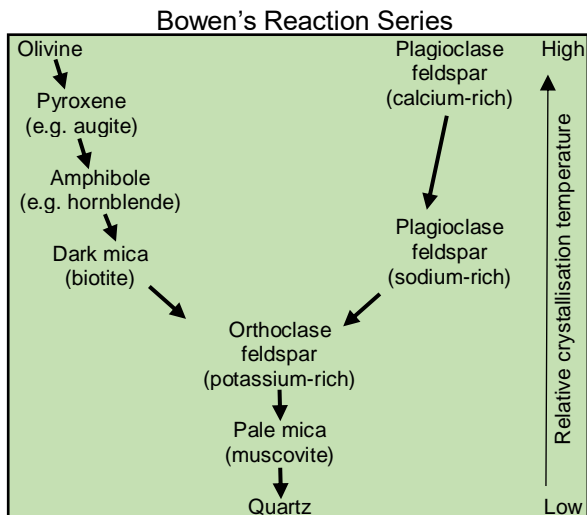 Bowen’s Reaction Series
Olivine
Plagioclase
feldspar
(calcium-rich)
High
Pyroxene
(e.g. augite)
Amphibole
(e.g. hornblende)
Dark mica
(biotite)
Plagioclase
feldspar
(sodium-rich)
Relative crystallisation temperature
Orthoclase
feldspar
(potassium-rich)
Pale mica
(muscovite)
Quartz
Low